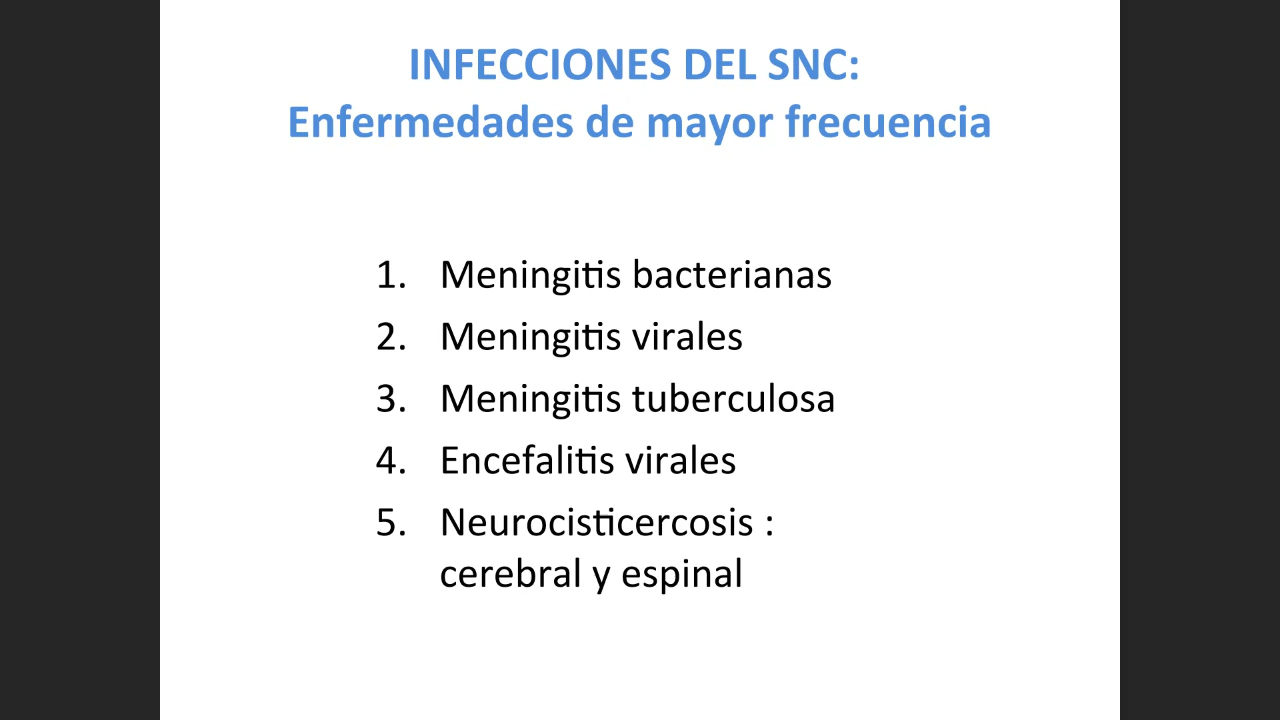 INFECCIONES DEL SNC:
Enfermedades de mayor frecuencia
1. Meningitis bacterianas
2. Meningitis virales
3. Meningitis tuberculosa
4. Encefalitis virales
5. Neurocisticercosis :
cerebral y espinal